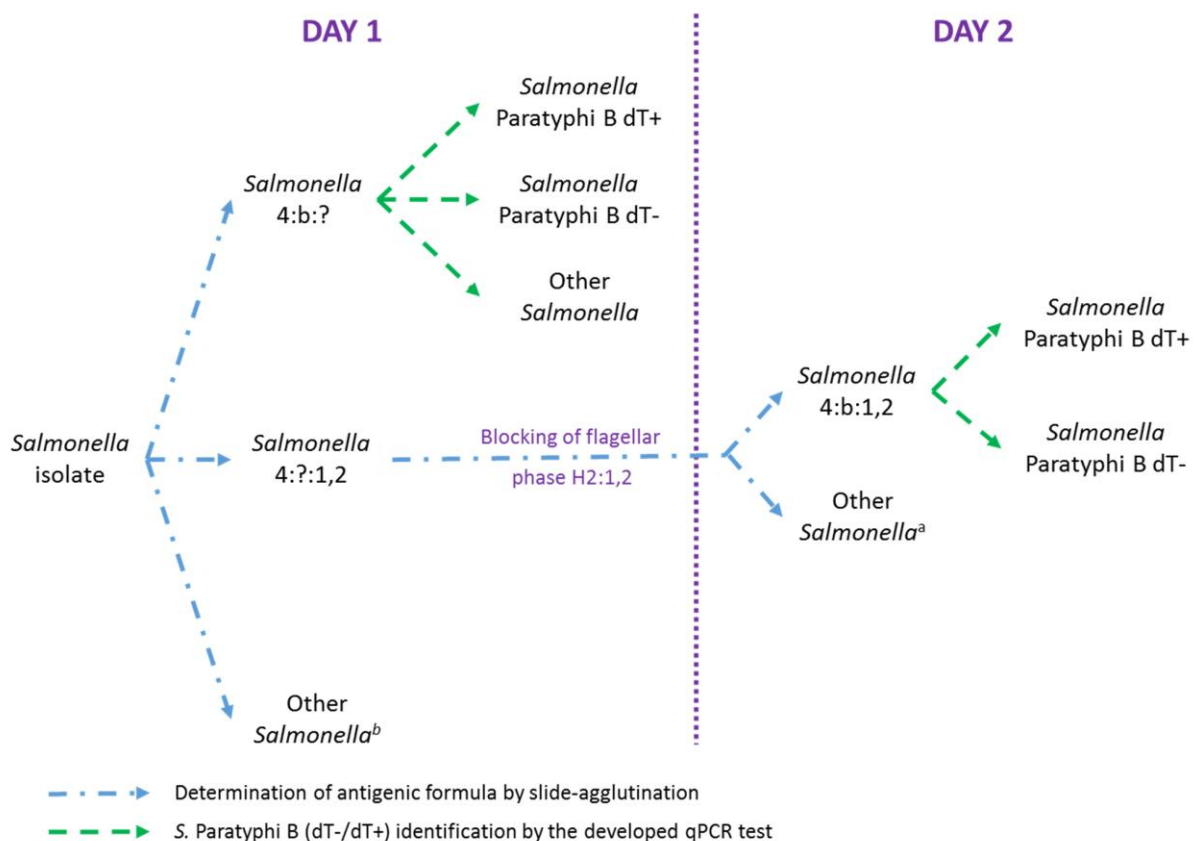 DAY 1
DAY 2
Salmonella
Paratyphi B dT+
Salmonella
4:b:?
Salmonella
Paratyphi B dT-
Other
Salmonella
Salmonella
isolate
Salmonella
4:?:1,2
Blocking of flagellar
phase H2:1,2
Salmonella
4:b:1,2
Salmonella
Paratyphi B dT+
Salmonella
Paratyphi B dT-
Other
Salmonellaᵃ
Other
Salmonellaᵇ
Determination of antigenic formula by slide-agglutination
S. Paratyphi B (dT-/dT+) identification by the developed qPCR test